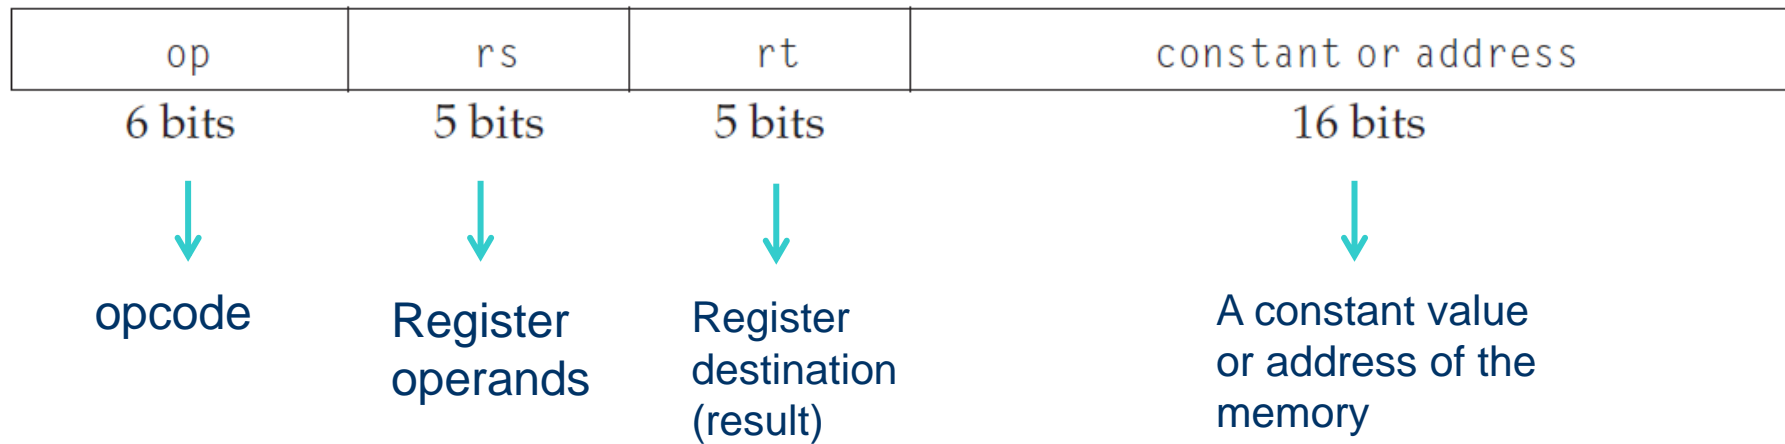 op rs rt constant or address
6 bits 5 bits 5 bits 16 bits
opcode
Register
operands
Register
destination
(result)
A constant value
or address of the
memory